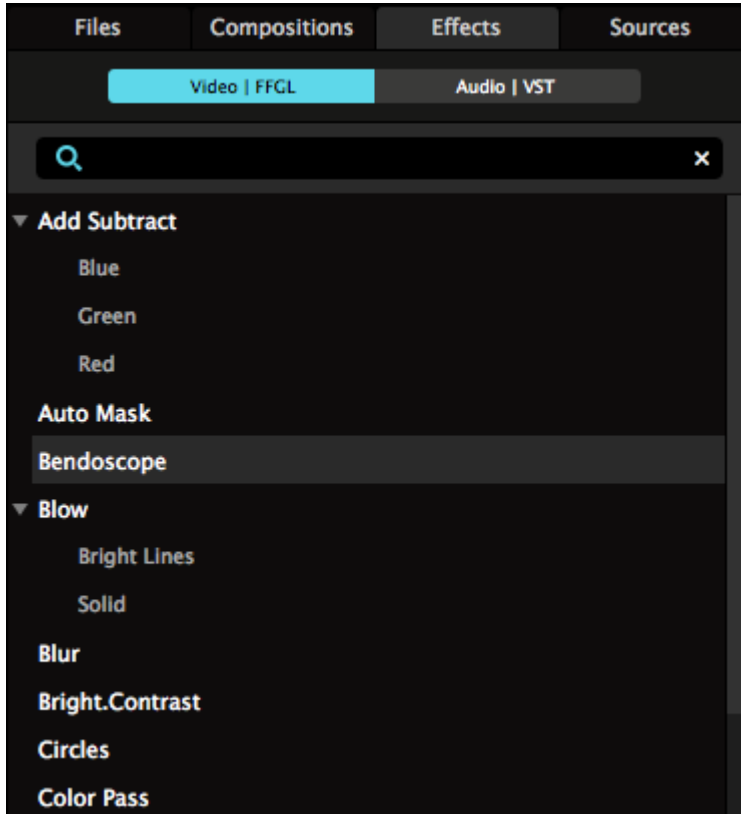 Files Compositions Effects Sources
Video | FFGL Audio | VST
Add Subtract
Blue
Green
Red
Auto Mask
Bendoscope
Blow
Bright Lines
Solid
Blur
Bright.Contrast
Circles
Color Pass